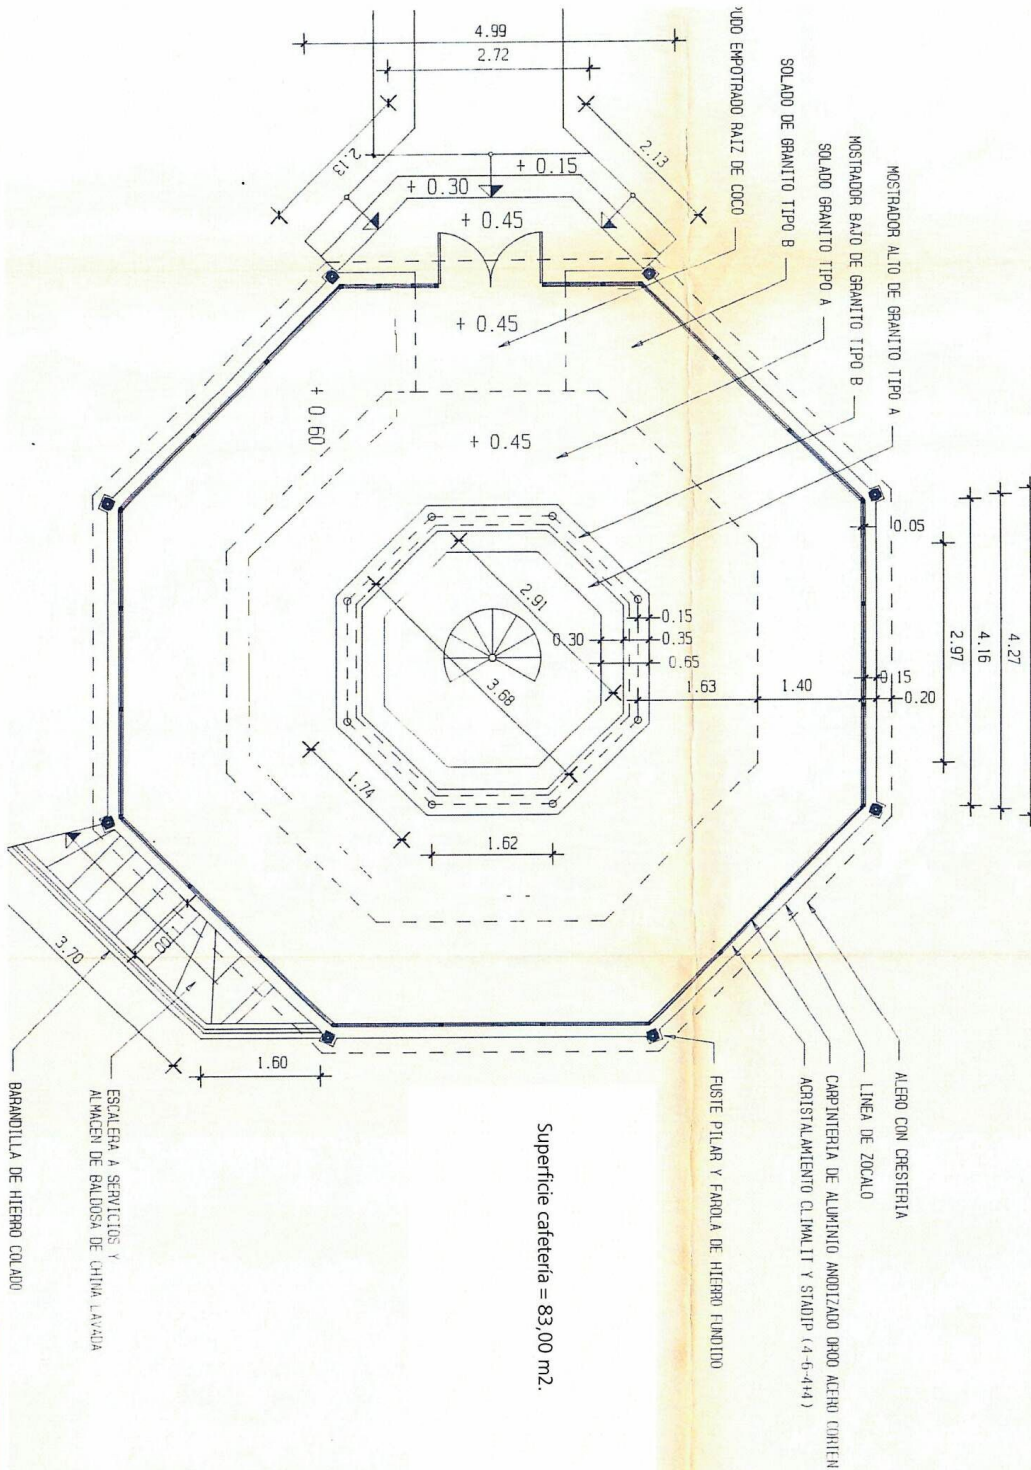 4.99
2.72
2.13
2.13
+ 0.15
+ 0.30
+ 0.45
EMPOTRADO RAIZ DE COCO
SOLADO DE GRANITO TIPO B
SOLADO GRANITO TIPO A
MOSTRADOR BAJO DE GRANITO TIPO B
MOSTRADOR ALTO DE GRANITO TIPO A
+ 0.45
+ 0.60
+ 0.45
0.05
4.27
4.16
2.97
0.15
0.20
2.91
3.68
0.15
0.30
0.35
0.65
1.63
1.40
1.74
1.62
3.70
1.60
ALERO CON CRESTERIA
LINEA DE ZOCALO
CARPINTERIA DE ALUMINIO ANODIZADO OROO ACERO CORTEN
ACRISTALAMIENTO CLIMALIT Y STADIP (4-6-4+4)
FUSTE PILAR Y FAROLA DE HIERRO FUNDIDO
Superficie cafetería = 83,00 m2.
ESCALERA A SERVICIOS Y
ALMACEN DE BALDOSA DE CHINA LAVADA
BARANDILLA DE HIERRO COLADO